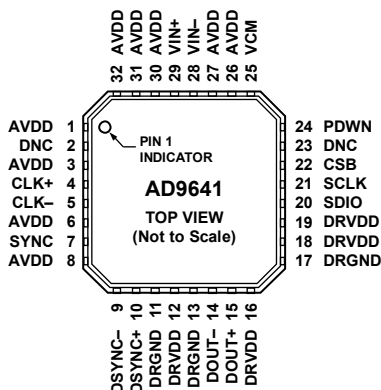 32 AVDD
31 AVDD
30 AVDD
29 VIN+
28 VIN–
27 AVDD
26 AVDD
25 VCM
AVDD 1
DNC 2
AVDD 3
CLK+ 4
CLK– 5
AVDD 6
SYNC 7
AVDD 8
PIN 1
INDICATOR
AD9641
TOP VIEW
(Not to Scale)
24 PDWN
23 DNC
22 CSB
21 SCLK
20 SDIO
19 DRVDD
18 DRVDD
17 DRGND
DSYNC– 9
DSYNC+ 10
DRGND 11
DRVDD 12
DRGND 13
DOUT– 14
DOUT+ 15
DRVDD 16